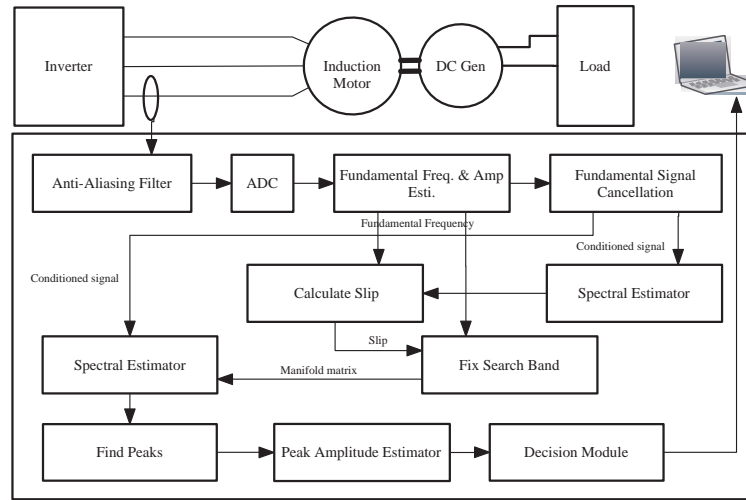 Inverter
Induction
Motor
DC Gen
Load
Anti-Aliasing Filter
ADC
Fundamental Freq. & Amp
Esti.
Fundamental Signal
Cancellation
Fundamental Frequency
Conditioned signal
Conditioned signal
Calculate Slip
Spectral Estimator
Slip
Spectral Estimator
Manifold matrix
Fix Search Band
Find Peaks
Peak Amplitude Estimator
Decision Module